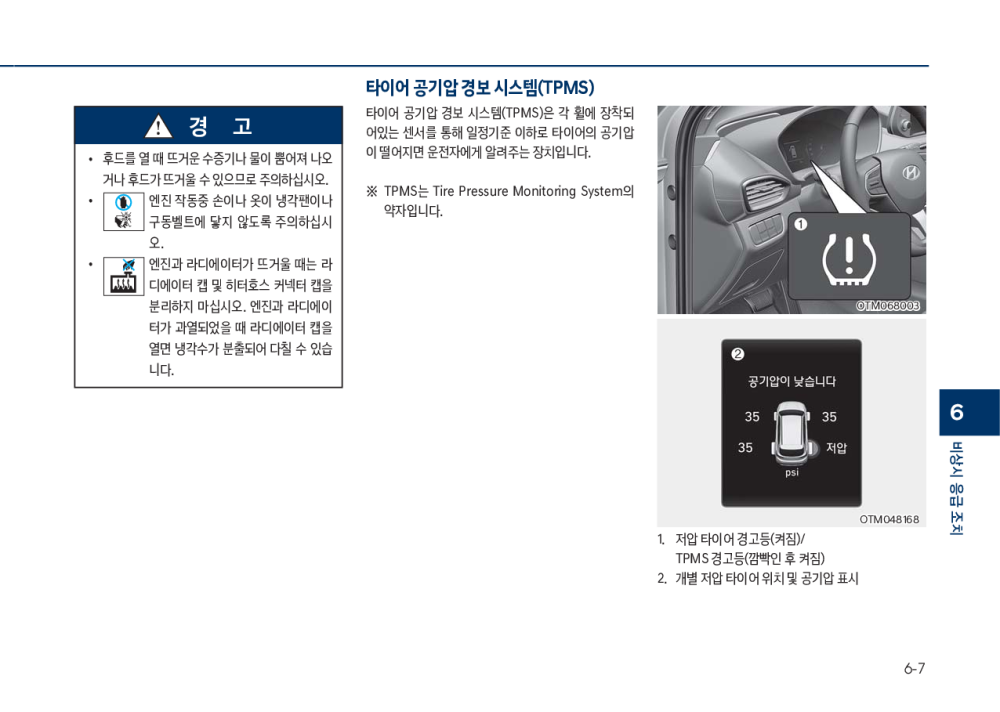 경 고
• 후드를 열 때 뜨거운 수증기나 물이 뿜어져 나오
거나 후드가 뜨거울 수 있으므로 주의하십시오.
• 엔진 작동중 손이나 옷이 냉각팬이나
구동벨트에 닿지 않도록 주의하십시
오.
• 엔진과 라디에이터가 뜨거울 때는 라
디에이터 캡 및 히터호스 커넥터 캡을
분리하지 마십시오. 엔진과 라디에이
터가 과열되었을 때 라디에이터 캡을
열면 냉각수가 분출되어 다칠 수 있습
니다.
타이어 공기압 경보 시스템(TPMS)
타이어 공기압 경보 시스템(TPMS)은 각 휠에 장착되
어있는 센서를 통해 일정기준 이하로 타이어의 공기압
이 떨어지면 운전자에게 알려주는 장치입니다.
※ TPMS는 Tire Pressure Monitoring System의
약자입니다.
❶
OTM068003
❷
공기압이 낮습니다
35 35
35 저압
psi
OTM048168
1. 저압 타이어 경고등(켜짐)/
TPMS 경고등(깜빡인 후 켜짐)
2. 개별 저압 타이어 위치 및 공기압 표시
6
비상시 응급 조치
6-7